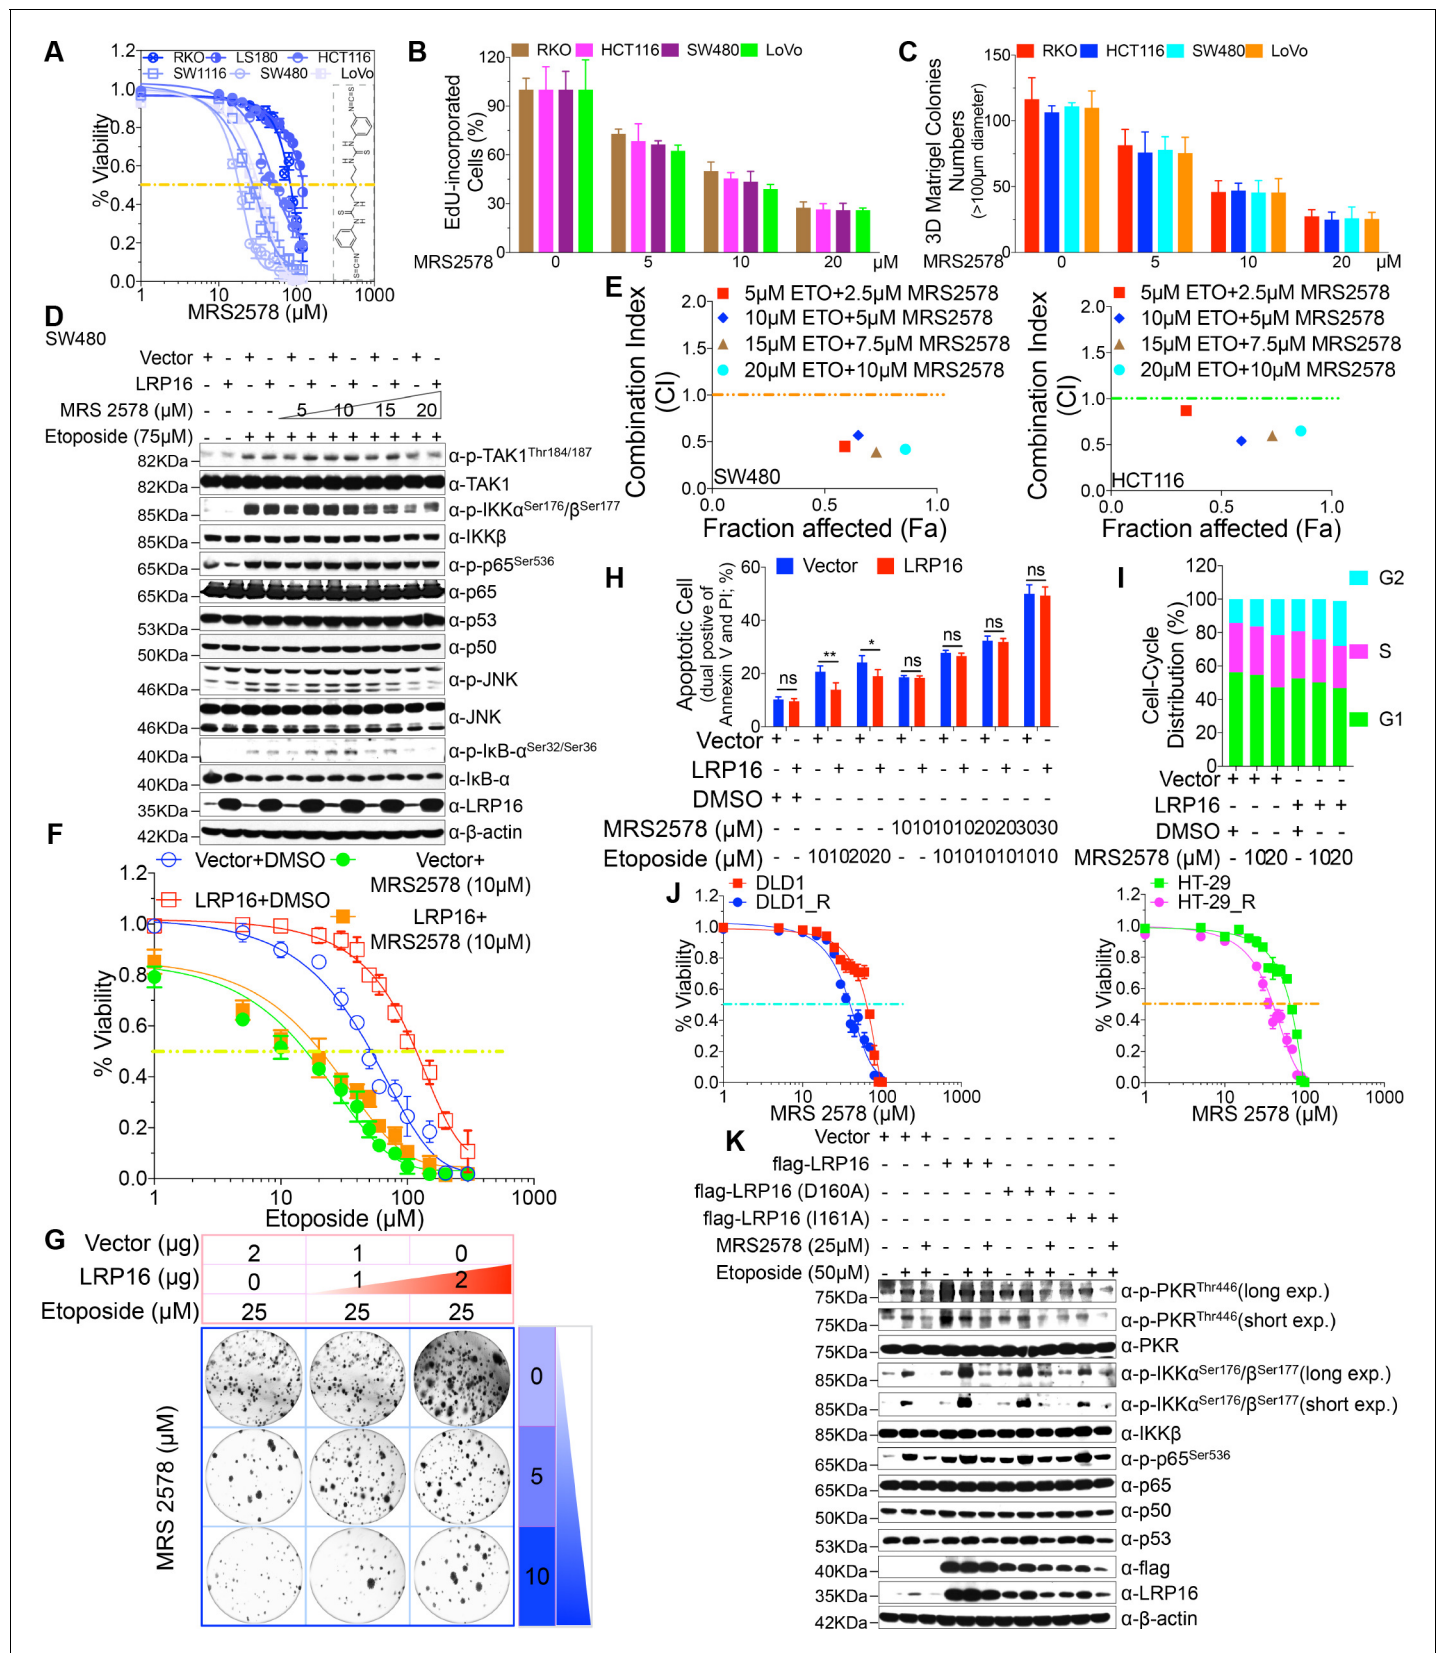 A
1.2
1.0
0.8
0.6
0.4
0.2
0.0
% Viability
RKO LS180 HCT116
SW1116 SW480 LoVo
1 10 100 1000
MRS2578 (µM)
B
RKO HCT116 SW480 LoVo
120
90
60
30
0
EdU-incorporated
Cells (%)
MRS2578 0 5 10 20 µM
C
RKO HCT116 SW480 LoVo
150
100
50
0
3D Matrigel Colonies
Numbers
(>100µm diameter)
MRS2578 0 5 10 20 µM
D
SW480
Vector + - + - + - + - + - + -
LRP16 - + - + - + - + - + - +
MRS 2578 (µM) - - - - 5 10 15 20
Etoposide (75µM) - - + + + + + + + + + +
82KDa α-p-TAK1Thr184/187
82KDa α-TAK1
85KDa α-p-IKKαSer176/βSer177
85KDa α-IKKβ
65KDa α-p-p65Ser536
65KDa α-p65
53KDa α-p53
50KDa α-p50
46KDa α-p-JNK
46KDa α-JNK
40KDa α-p-IκB-αSer32/Ser36
40KDa α-IκB-α
35KDa α-LRP16
42KDa α-β-actin
E
2.0
1.5
1.0
0.5
0.0
Combination Index
(CI)
5µM ETO+2.5µM MRS2578
10µM ETO+5µM MRS2578
15µM ETO+7.5µM MRS2578
20µM ETO+10µM MRS2578
SW480
0.0 0.5 1.0
Fraction affected (Fa)
2.0
1.5
1.0
0.5
0.0
Combination Index
(CI)
5µM ETO+2.5µM MRS2578
10µM ETO+5µM MRS2578
15µM ETO+7.5µM MRS2578
20µM ETO+10µM MRS2578
HCT116
0.0 0.5 1.0
Fraction affected (Fa)
F
Vector+DMSO Vector+
MRS2578 (10µM)
LRP16+DMSO LRP16+
MRS2578 (10µM)
1.2
1.0
0.8
0.6
0.4
0.2
0.0
% Viability
1 10 100 1000
Etoposide (µM)
G
Vector (µg) 2 1 0
LRP16 (µg) 0 1 2
Etoposide (µM) 25 25 25
MRS 2578 (µM)
0
5
10
H
Vector LRP16
60
40
20
0
Apoptotic Cell
(dual postive of
Annexin V and PI; %)
ns ** * ns ns ns ns
Vector + - + - + - + - + - + - + -
LRP16 - + - + - + - + - + - + - +
DMSO + + - - - - - - - - - - - -
MRS2578 (µM) - - - - - - 1010101020203030
Etoposide (µM) - - 10102020 - - 101010101010
I
120
100
80
60
40
20
0
Cell-Cycle
Distribution (%)
G2
S
G1
Vector + + + - - -
LRP16 - - - + + +
DMSO + - - + - -
MRS2578 (µM) - 1020 - 1020
J
DLD1
DLD1_R
1.2
1.0
0.8
0.6
0.4
0.2
0.0
% Viability
1 10 100 1000
MRS 2578 (µM)
HT-29
HT-29_R
1.2
1.0
0.8
0.6
0.4
0.2
0.0
% Viability
1 10 100 1000
MRS 2578 (µM)
K
Vector + + + - - - - - - - - -
flag-LRP16 - - - + + + - - - - - -
flag-LRP16 (D160A) - - - - - - + + + - - -
flag-LRP16 (I161A) - - - - - - - - - + + +
MRS2578 (25µM) - - + - - + - - + - - +
Etoposide (50µM) - + + - + + - + + - + +
75KDa α-p-PKRThr446(long exp.)
75KDa α-p-PKRThr446(short exp.)
75KDa α-PKR
85KDa α-p-IKKαSer176/βSer177(long exp.)
85KDa α-p-IKKαSer176/βSer177(short exp.)
85KDa α-IKKβ
65KDa α-p-p65Ser536
65KDa α-p65
50KDa α-p50
53KDa α-p53
40KDa α-flag
35KDa α-LRP16
42KDa α-β-actin